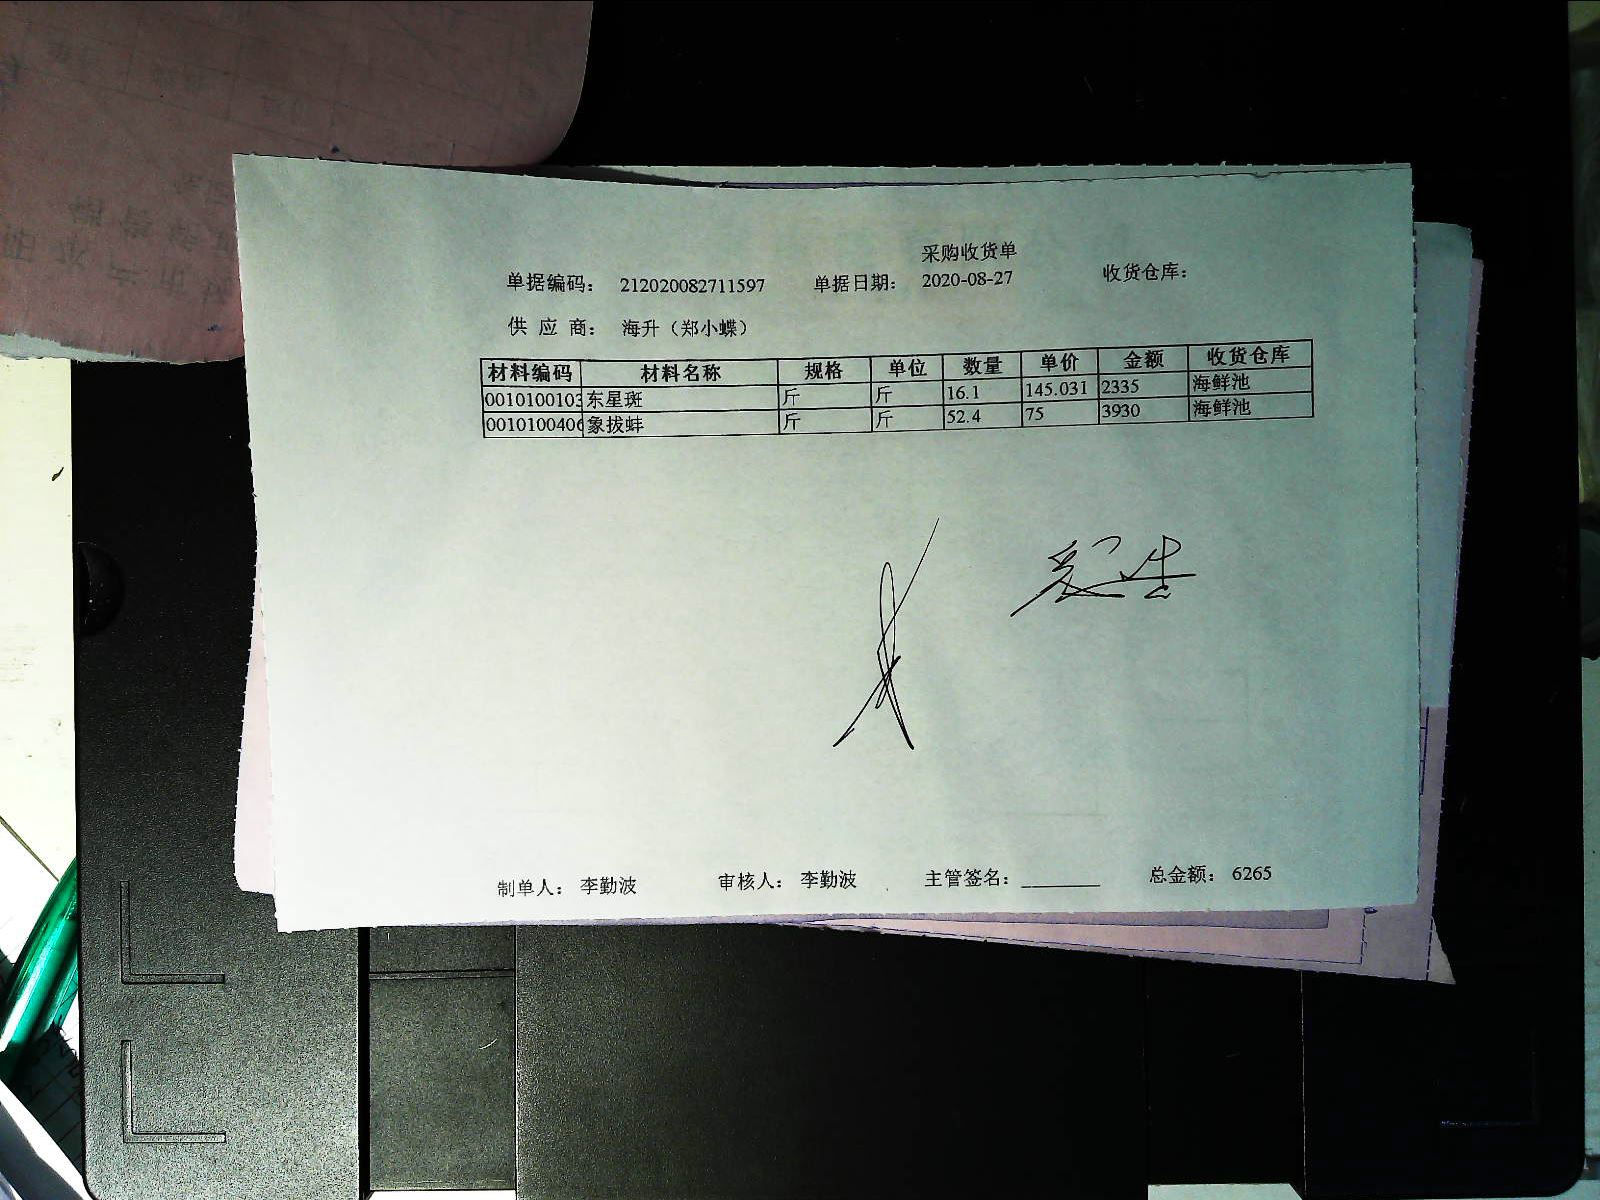 采购收货单
单据编码： 212020082711597 单据日期： 2020-08-27 收货仓库：
供 应 商： 海升（郑小蝶）
材料编码 材料名称 规格 单位 数量 单价 金额 收货仓库
0010100103 东星斑 斤 斤 16.1 145.031 2335 海鲜池
0010100406 象拔蚌 斤 斤 52.4 75 3930 海鲜池
制单人： 李勤波 审核人： 李勤波 主管签名：________ 总金额： 6265